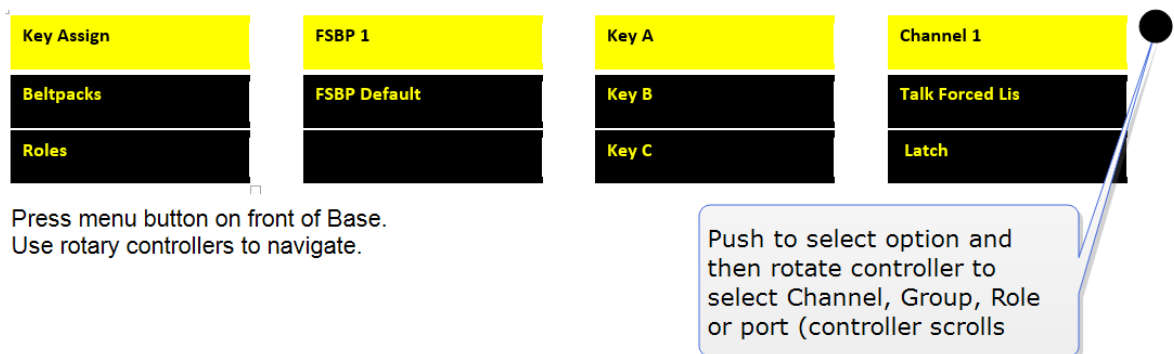 Key Assign
FSBP 1
Key A
Channel 1
Beltpacks
FSBP Default
Key B
Talk Forced Lis
Roles
Key C
Latch
Press menu button on front of Base.
Use rotary controllers to navigate.
Push to select option and
then rotate controller to
select Channel, Group, Role
or port (controller scrolls